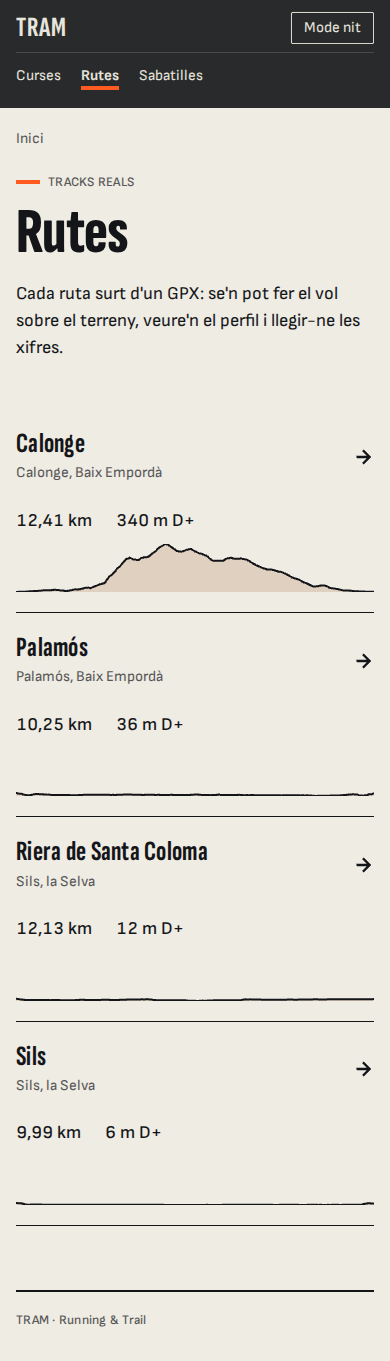 TRAM
Mode nit
Curses Rutes Sabatilles
Inici
TRACKS REALS
Rutes
Cada ruta surt d'un GPX: se'n pot fer el vol
sobre el terreny, veure'n el perfil i llegir-ne les
xifres.
Calonge
Calonge, Baix Empordà
12,41 km 340 m D+
Palamós
Palamós, Baix Empordà
10,25 km 36 m D+
Riera de Santa Coloma
Sils, la Selva
12,13 km 12 m D+
Sils
Sils, la Selva
9,99 km 6 m D+
TRAM · Running & Trail